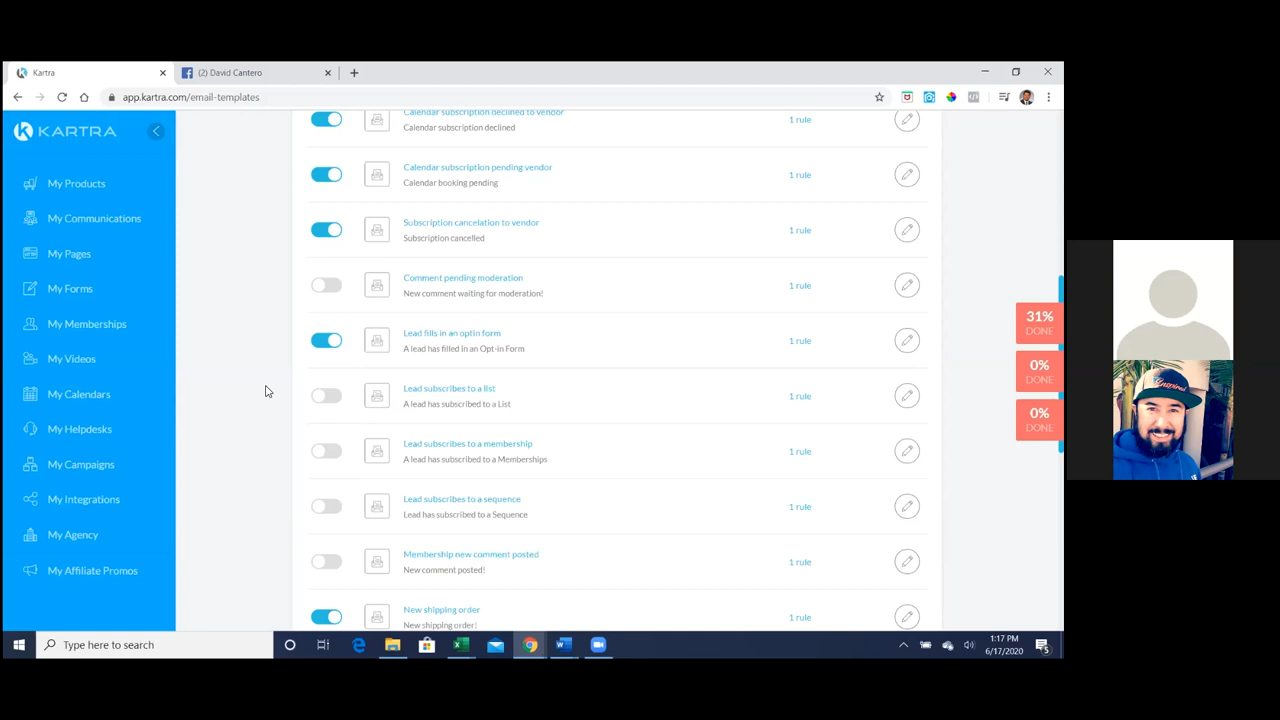 Kartra
(2) David Cantero
app.kartra.com/email-templates
KARTRA
My Products
My Communications
My Pages
My Forms
My Memberships
My Videos
My Calendars
My Helpdesks
My Campaigns
My Integrations
My Agency
My Affiliate Promos
Calendar subscription declined to vendor
Calendar subscription declined
1 rule
Calendar subscription pending vendor
Calendar booking pending
1 rule
Subscription cancelation to vendor
Subscription cancelled
1 rule
Comment pending moderation
New comment waiting for moderation!
1 rule
Lead fills in an optin form
A lead has filled in an Opt-in Form
1 rule
Lead subscribes to a list
A lead has subscribed to a List
1 rule
Lead subscribes to a membership
A lead has subscribed to a Memberships
1 rule
Lead subscribes to a sequence
Lead has subscribed to a Sequence
1 rule
Membership new comment posted
New comment posted!
1 rule
New shipping order
New shipping order!
1 rule
31%
DONE
0%
DONE
0%
DONE
Inspired
Type here to search
1:17 PM
6/17/2020
5